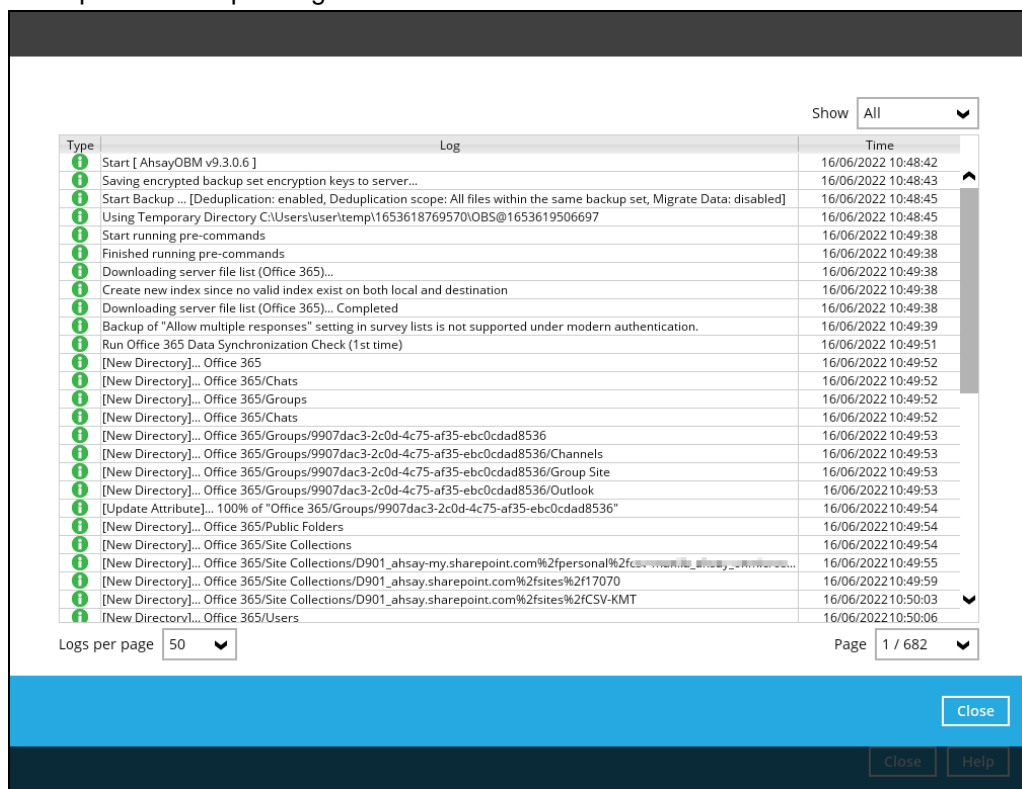 Show All
Type Log Time
Start [ AhsayOBM v9.3.0.6 ] 16/06/2022 10:48:42
Saving encrypted backup set encryption keys to server... 16/06/2022 10:48:43
Start Backup ... [Deduplication: enabled, Deduplication scope: All files within the same backup set, Migrate Data: disabled] 16/06/2022 10:48:45
Using Temporary Directory C:\Users\user\temp\1653618769570\OBS@1653619506697 16/06/2022 10:48:45
Start running pre-commands 16/06/2022 10:49:38
Finished running pre-commands 16/06/2022 10:49:38
Downloading server file list (Office 365)... 16/06/2022 10:49:38
Create new index since no valid index exist on both local and destination 16/06/2022 10:49:38
Downloading server file list (Office 365)... Completed 16/06/2022 10:49:38
Backup of "Allow multiple responses" setting in survey lists is not supported under modern authentication. 16/06/2022 10:49:39
Run Office 365 Data Synchronization Check (1st time) 16/06/2022 10:49:51
[New Directory]... Office 365 16/06/2022 10:49:52
[New Directory]... Office 365/Chats 16/06/2022 10:49:52
[New Directory]... Office 365/Groups 16/06/2022 10:49:52
[New Directory]... Office 365/Chats 16/06/2022 10:49:52
[New Directory]... Office 365/Groups/9907dac3-2c0d-4c75-af35-ebc0cdad8536 16/06/2022 10:49:53
[New Directory]... Office 365/Groups/9907dac3-2c0d-4c75-af35-ebc0cdad8536/Channels 16/06/2022 10:49:53
[New Directory]... Office 365/Groups/9907dac3-2c0d-4c75-af35-ebc0cdad8536/Group Site 16/06/2022 10:49:53
[New Directory]... Office 365/Groups/9907dac3-2c0d-4c75-af35-ebc0cdad8536/Outlook 16/06/2022 10:49:53
[Update Attribute]... 100% of "Office 365/Groups/9907dac3-2c0d-4c75-af35-ebc0cdad8536" 16/06/2022 10:49:54
[New Directory]... Office 365/Public Folders 16/06/2022 10:49:54
[New Directory]... Office 365/Site Collections 16/06/2022 10:49:54
[New Directory]... Office 365/Site Collections/D901_ahsay-my.sharepoint.com%2fpersonal%2f 16/06/2022 10:49:55
[New Directory]... Office 365/Site Collections/D901_ahsay.sharepoint.com%2fsites%2f17070 16/06/2022 10:49:59
[New Directory]... Office 365/Site Collections/D901_ahsay.sharepoint.com%2fsites%2fCSV-KMT 16/06/2022 10:50:03
[New Directory]... Office 365/Users 16/06/2022 10:50:06
Logs per page 50 Page 1 / 682
Close
Close Help